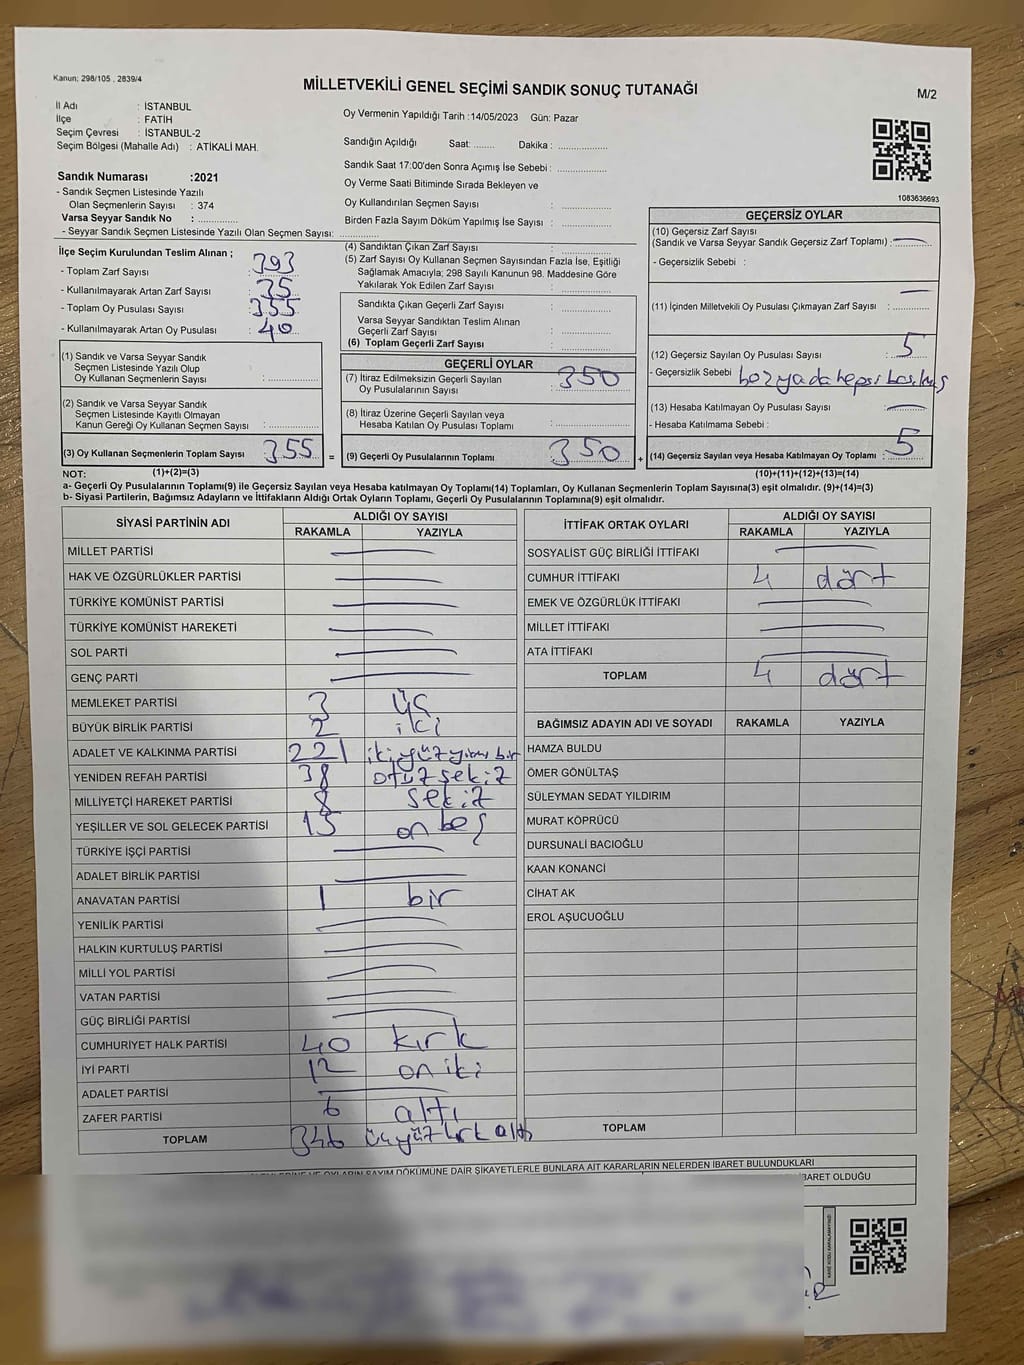 Kanun: 298/105 , 2839/4
MİLLETVEKİLİ GENEL SEÇİMİ SANDIK SONUÇ TUTANAĞI
M/2
İl Adı : İSTANBUL
İlçe : FATİH
Seçim Çevresi : İSTANBUL-2
Seçim Bölgesi (Mahalle Adı) : ATİKALİ MAH.
Sandık Numarası :2021
- Sandık Seçmen Listesinde Yazılı
Olan Seçmenlerin Sayısı : 374
Varsa Seyyar Sandık No : ..............
- Seyyar Sandık Seçmen Listesinde Yazılı Olan Seçmen Sayısı: ..............
Oy Vermenin Yapıldığı Tarih :14/05/2023 Gün: Pazar
Sandığın Açıldığı Saat: ........ Dakika : ..................
Sandık Saat 17:00'den Sonra Açımış İse Sebebi : ..................
Oy Verme Saati Bitiminde Sırada Bekleyen ve
Oy Kullandırılan Seçmen Sayısı : ..................
Birden Fazla Sayım Döküm Yapılmış İse Sayısı : ..................
1083636693
İlçe Seçim Kurulundan Teslim Alınan ;
- Toplam Zarf Sayısı : 393
- Kullanılmayarak Artan Zarf Sayısı : 35
- Toplam Oy Pusulası Sayısı : 355
- Kullanılmayarak Artan Oy Pusulası : 40
(4) Sandıktan Çıkan Zarf Sayısı : ..................
(5) Zarf Sayısı Oy Kullanan Seçmen Sayısından Fazla İse, Eşitliği
Sağlamak Amacıyla; 298 Sayılı Kanunun 98. Maddesine Göre
Yakılarak Yok Edilen Zarf Sayısı : ..................
Sandıkta Çıkan Geçerli Zarf Sayısı : ..................
Varsa Seyyar Sandıktan Teslim Alınan
Geçerli Zarf Sayısı : ..................
(6) Toplam Geçerli Zarf Sayısı : ..................
GEÇERSİZ OYLAR
(10) Geçersiz Zarf Sayısı
(Sandık ve Varsa Seyyar Sandık Geçersiz Zarf Toplamı) : —
- Geçersizlik Sebebi :
—
(11) İçinden Milletvekili Oy Pusulası Çıkmayan Zarf Sayısı : ..............
(12) Geçersiz Sayılan Oy Pusulası Sayısı : 5
- Geçersizlik Sebebi boz yada hepsi basılmış
(13) Hesaba Katılmayan Oy Pusulası Sayısı : —
- Hesaba Katılmama Sebebi :
(14) Geçersiz Sayılan veya Hesaba Katılmayan Oy Toplamı : 5
(1) Sandık ve Varsa Seyyar Sandık
Seçmen Listesinde Yazılı Olup
Oy Kullanan Seçmenlerin Sayısı : ..............
(2) Sandık ve Varsa Seyyar Sandık
Seçmen Listesinde Kayıtlı Olmayan
Kanun Gereği Oy Kullanan Seçmen Sayısı : ..............
(3) Oy Kullanan Seçmenlerin Toplam Sayısı 355 =
GEÇERLİ OYLAR
(7) İtiraz Edilmeksizin Geçerli Sayılan
Oy Pusulalarının Sayısı : 350
(8) İtiraz Üzerine Geçerli Sayılan veya
Hesaba Katılan Oy Pusulası Toplamı : ..................
(9) Geçerli Oy Pusulalarının Toplamı : 350 +
NOT: (1)+(2)=(3)
(10)+(11)+(12)+(13)=(14)
a- Geçerli Oy Pusulalarının Toplamı(9) ile Geçersiz Sayılan veya Hesaba katılmayan Oy Toplamı(14) Toplamları, Oy Kullanan Seçmenlerin Toplam Sayısına(3) eşit olmalıdır. (9)+(14)=(3)
b- Siyasi Partilerin, Bağımsız Adayların ve İttifakların Aldığı Ortak Oyların Toplamı, Geçerli Oy Pusulalarının Toplamına(9) eşit olmalıdır.
SİYASİ PARTİNİN ADI ALDIĞI OY SAYISI
RAKAMLA YAZIYLA
MİLLET PARTİSİ —
HAK VE ÖZGÜRLÜKLER PARTİSİ —
TÜRKİYE KOMÜNİST PARTİSİ —
TÜRKİYE KOMÜNİST HAREKETİ —
SOL PARTİ —
GENÇ PARTİ —
MEMLEKET PARTİSİ 3 üç
BÜYÜK BİRLİK PARTİSİ 2 iki
ADALET VE KALKINMA PARTİSİ 221 ikiyüzyirmi bir
YENİDEN REFAH PARTİSİ 38 otuz sekiz
MİLLİYETÇİ HAREKET PARTİSİ 8 sekiz
YEŞİLLER VE SOL GELECEK PARTİSİ 15 on beş
TÜRKİYE İŞÇİ PARTİSİ —
ADALET BİRLİK PARTİSİ —
ANAVATAN PARTİSİ 1 bir
YENİLİK PARTİSİ —
HALKIN KURTULUŞ PARTİSİ —
MİLLİ YOL PARTİSİ —
VATAN PARTİSİ —
GÜÇ BİRLİĞİ PARTİSİ —
CUMHURİYET HALK PARTİSİ 40 kırk
İYİ PARTİ 12 on iki
ADALET PARTİSİ —
ZAFER PARTİSİ 6 altı
TOPLAM 346 üçyüz kırk altı
İTTİFAK ORTAK OYLARI ALDIĞI OY SAYISI
RAKAMLA YAZIYLA
SOSYALİST GÜÇ BİRLİĞİ İTTİFAKI —
CUMHUR İTTİFAKI 4 dört
EMEK VE ÖZGÜRLÜK İTTİFAKI —
MİLLET İTTİFAKI —
ATA İTTİFAKI —
TOPLAM 4 dört
BAĞIMSIZ ADAYIN ADI VE SOYADI RAKAMLA YAZIYLA
HAMZA BULDU
ÖMER GÖNÜLTAŞ
SÜLEYMAN SEDAT YILDIRIM
MURAT KÖPRÜCÜ
DURSUNALİ BACIOĞLU
KAAN KONANCİ
CİHAT AK
EROL AŞUCUOĞLU
TOPLAM
OYLARIN SAYIM DÖKÜMÜNE DAİR ŞİKAYETLERLE BUNLARA AİT KARARLARIN NELERDEN İBARET BULUNDUKLARI
İBARET OLDUĞU